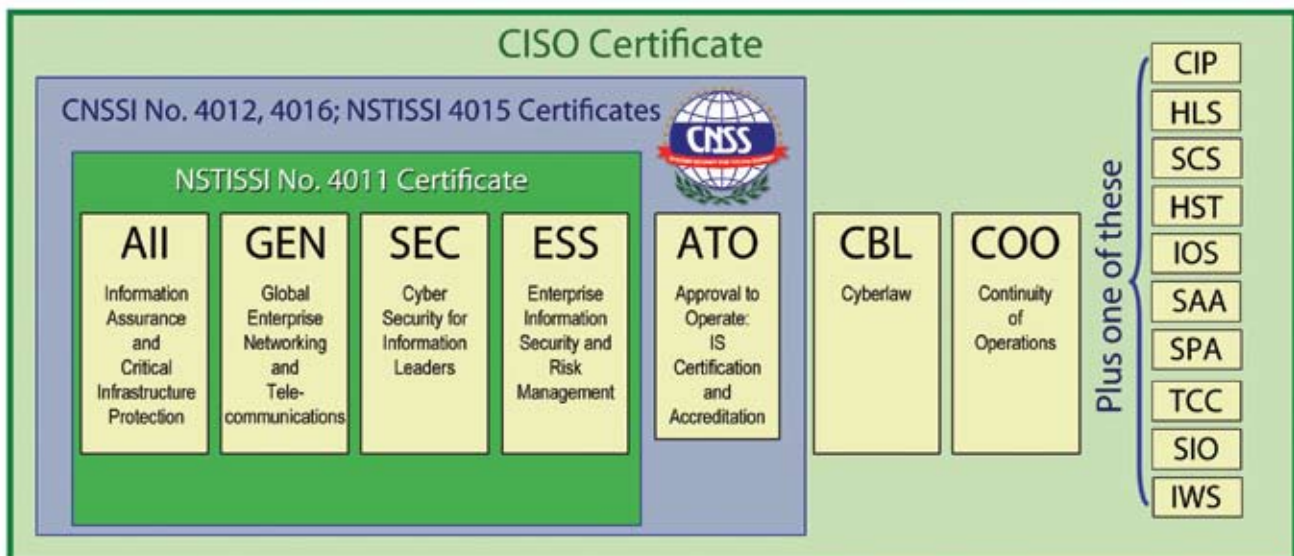 CISO Certificate
CNSSI No. 4012, 4016; NSTISSI 4015 Certificates
CNSS
NSTISSI No. 4011 Certificate
AII
Information
Assurance
and
Critical
Infrastructure
Protection
GEN
Global
Enterprise
Networking
and
Tele-
communications
SEC
Cyber
Security for
Information
Leaders
ESS
Enterprise
Information
Security and
Risk
Management
ATO
Approval to
Operate:
IS
Certification
and
Accreditation
CBL
Cyberlaw
COO
Continuity
of
Operations
Plus one of these
CIP
HLS
SCS
HST
IOS
SAA
SPA
TCC
SIO
IWS